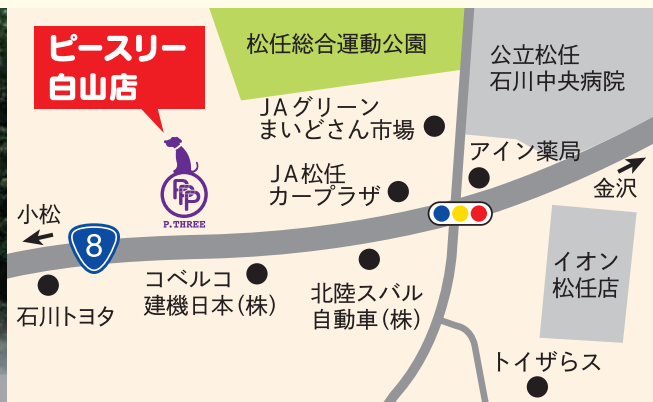 ピースリー
白山店
松任総合運動公園
公立松任
石川中央病院
JAグリーン
まいどさん市場
アイン薬局
JA松任
カープラザ
金沢
PPP
P.THREE
小松
8
イオン
松任店
コベルコ
建機日本(株)
北陸スバル
自動車(株)
石川トヨタ
トイザらス